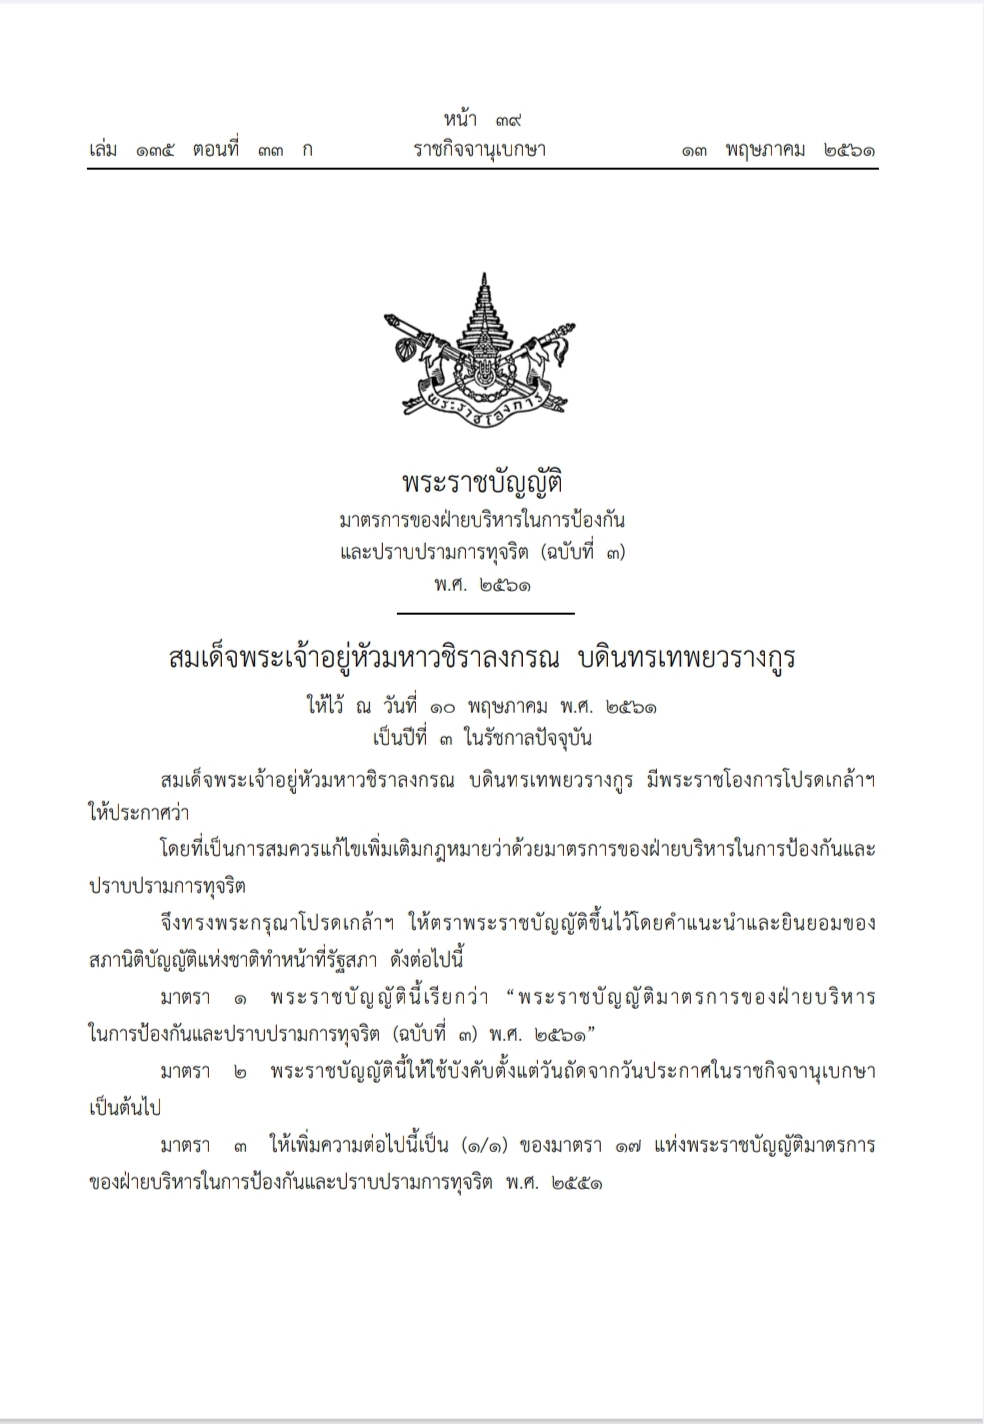 หน้า ๓๙
เล่ม ๑๓๕ ตอนที่ ๓๓ ก ราชกิจจานุเบกษา ๑๓ พฤษภาคม ๒๕๖๑
พระราชโองการ
พระราชบัญญัติ
มาตรการของฝ่ายบริหารในการป้องกัน
และปราบปรามการทุจริต (ฉบับที่ ๓)
พ.ศ. ๒๕๖๑
สมเด็จพระเจ้าอยู่หัวมหาวชิราลงกรณ บดินทรเทพยวรางกูร
ให้ไว้ ณ วันที่ ๑๐ พฤษภาคม พ.ศ. ๒๕๖๑
เป็นปีที่ ๓ ในรัชกาลปัจจุบัน
สมเด็จพระเจ้าอยู่หัวมหาวชิราลงกรณ บดินทรเทพยวรางกูร มีพระราชโองการโปรดเกล้าฯ
ให้ประกาศว่า
โดยที่เป็นการสมควรแก้ไขเพิ่มเติมกฎหมายว่าด้วยมาตรการของฝ่ายบริหารในการป้องกันและ
ปราบปรามการทุจริต
จึงทรงพระกรุณาโปรดเกล้าฯ ให้ตราพระราชบัญญัติขึ้นไว้โดยคำแนะนำและยินยอมของ
สภานิติบัญญัติแห่งชาติทำหน้าที่รัฐสภา ดังต่อไปนี้
มาตรา ๑ พระราชบัญญัตินี้เรียกว่า “พระราชบัญญัติมาตรการของฝ่ายบริหาร
ในการป้องกันและปราบปรามการทุจริต (ฉบับที่ ๓) พ.ศ. ๒๕๖๑”
มาตรา ๒ พระราชบัญญัตินี้ให้ใช้บังคับตั้งแต่วันถัดจากวันประกาศในราชกิจจานุเบกษา
เป็นต้นไป
มาตรา ๓ ให้เพิ่มความต่อไปนี้เป็น (๑/๑) ของมาตรา ๑๗ แห่งพระราชบัญญัติมาตรการ
ของฝ่ายบริหารในการป้องกันและปราบปรามการทุจริต พ.ศ. ๒๕๕๑